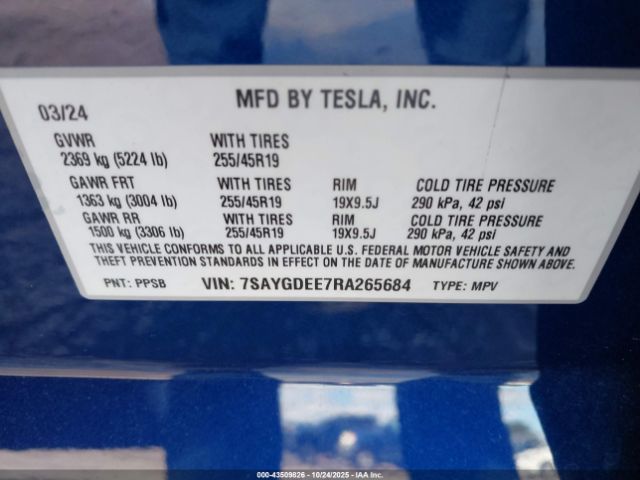 03/24 MFD BY TESLA, INC.
GVWR WITH TIRES
2369 kg (5224 lb) 255/45R19
GAWR FRT WITH TIRES RIM COLD TIRE PRESSURE
1363 kg (3004 lb) 255/45R19 19X9.5J 290 kPa, 42 psi
GAWR RR WITH TIRES RIM COLD TIRE PRESSURE
1500 kg (3306 lb) 255/45R19 19X9.5J 290 kPa, 42 psi
THIS VEHICLE CONFORMS TO ALL APPLICABLE U.S. FEDERAL MOTOR VEHICLE SAFETY AND
THEFT PREVENTION STANDARDS IN EFFECT ON THE DATE OF MANUFACTURE SHOWN ABOVE.
PNT: PPSB VIN: 7SAYGDEE7RA265684 TYPE: MPV
000-43509826 - 10/24/2025 - IAA Inc.